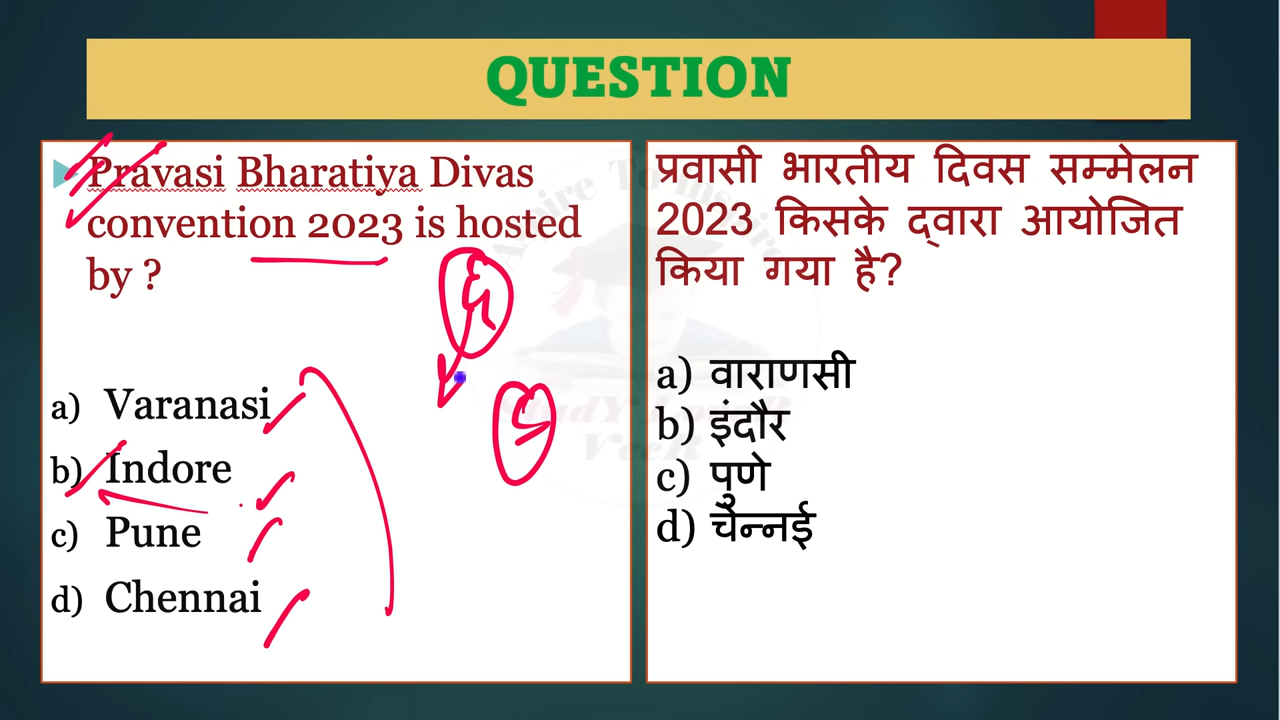 QUESTION
Pravasi Bharatiya Divas
convention 2023 is hosted
by ?
a) Varanasi
b) Indore
c) Pune
d) Chennai
प्रवासी भारतीय दिवस सम्मेलन
2023 किसके द्वारा आयोजित
किया गया है?
a) वाराणसी
b) इंदौर
c) पुणे
d) चेन्नई